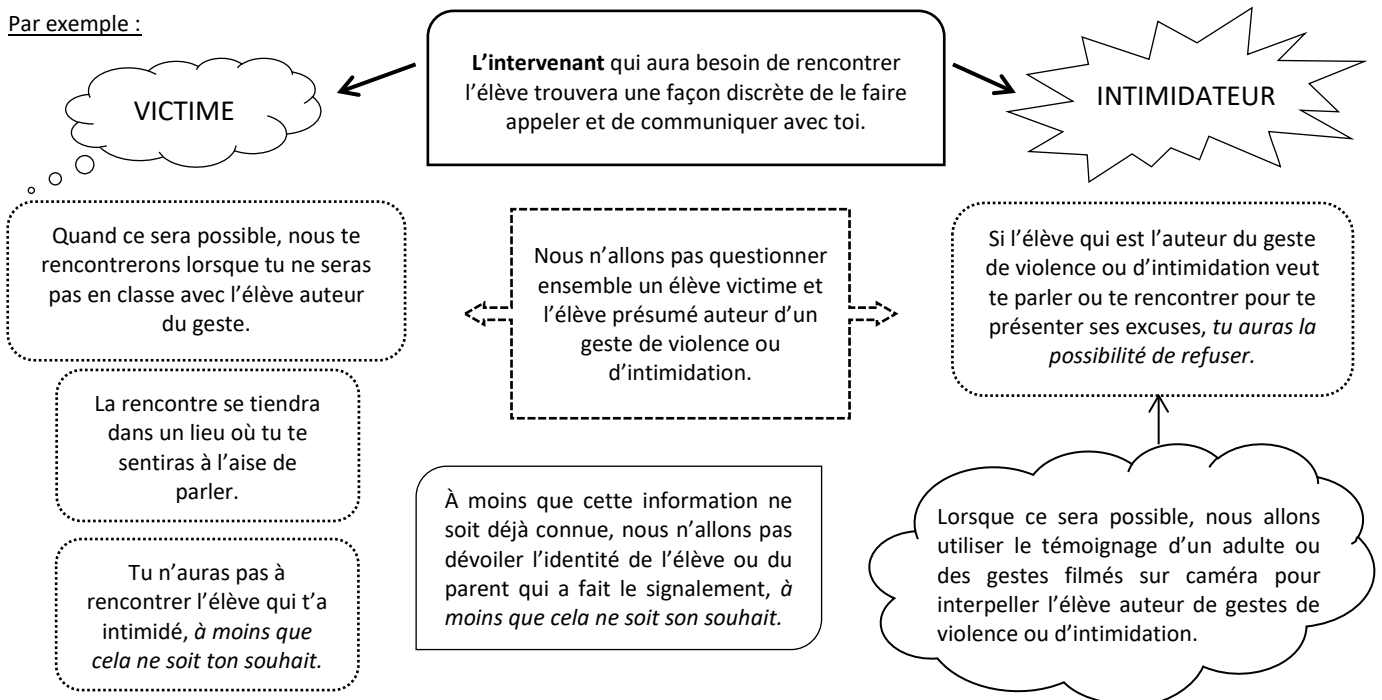 Par exemple :
L’intervenant qui aura besoin de rencontrer
l’élève trouvera une façon discrète de le faire
appeler et de communiquer avec toi.
VICTIME
INTIMIDATEUR
Quand ce sera possible, nous te
rencontrerons lorsque tu ne seras
pas en classe avec l’élève auteur
du geste.
La rencontre se tiendra
dans un lieu où tu te
sentiras à l’aise de
parler.
Tu n’auras pas à
rencontrer l’élève qui t’a
intimidé, à moins que
cela ne soit ton souhait.
Nous n’allons pas questionner
ensemble un élève victime et
l’élève présumé auteur d’un
geste de violence ou
d’intimidation.
À moins que cette information ne
soit déjà connue, nous n’allons pas
dévoiler l’identité de l’élève ou du
parent qui a fait le signalement, à
moins que cela ne soit son souhait.
Si l’élève qui est l’auteur du geste
de violence ou d’intimidation veut
te parler ou te rencontrer pour te
présenter ses excuses, tu auras la
possibilité de refuser.
Lorsque ce sera possible, nous allons
utiliser le témoignage d’un adulte ou
des gestes filmés sur caméra pour
interpeller l’élève auteur de gestes de
violence ou d’intimidation.